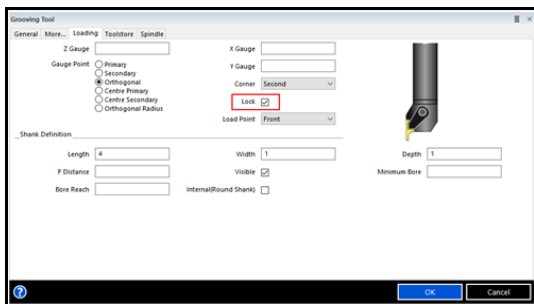 Grooving Tool
General More... Loading Toolstore Spindle
Z Gauge X Gauge
Gauge Point Primary Y Gauge
Secondary
Orthogonal Corner Second
Centre Primary
Centre Secondary Lock
Orthogonal Radius
Load Point Front
Shank Definition
Length 4 Width 1 Depth 1
F Distance Visible Minimum Bore
Bore Reach Internal(Round Shank)
? OK Cancel